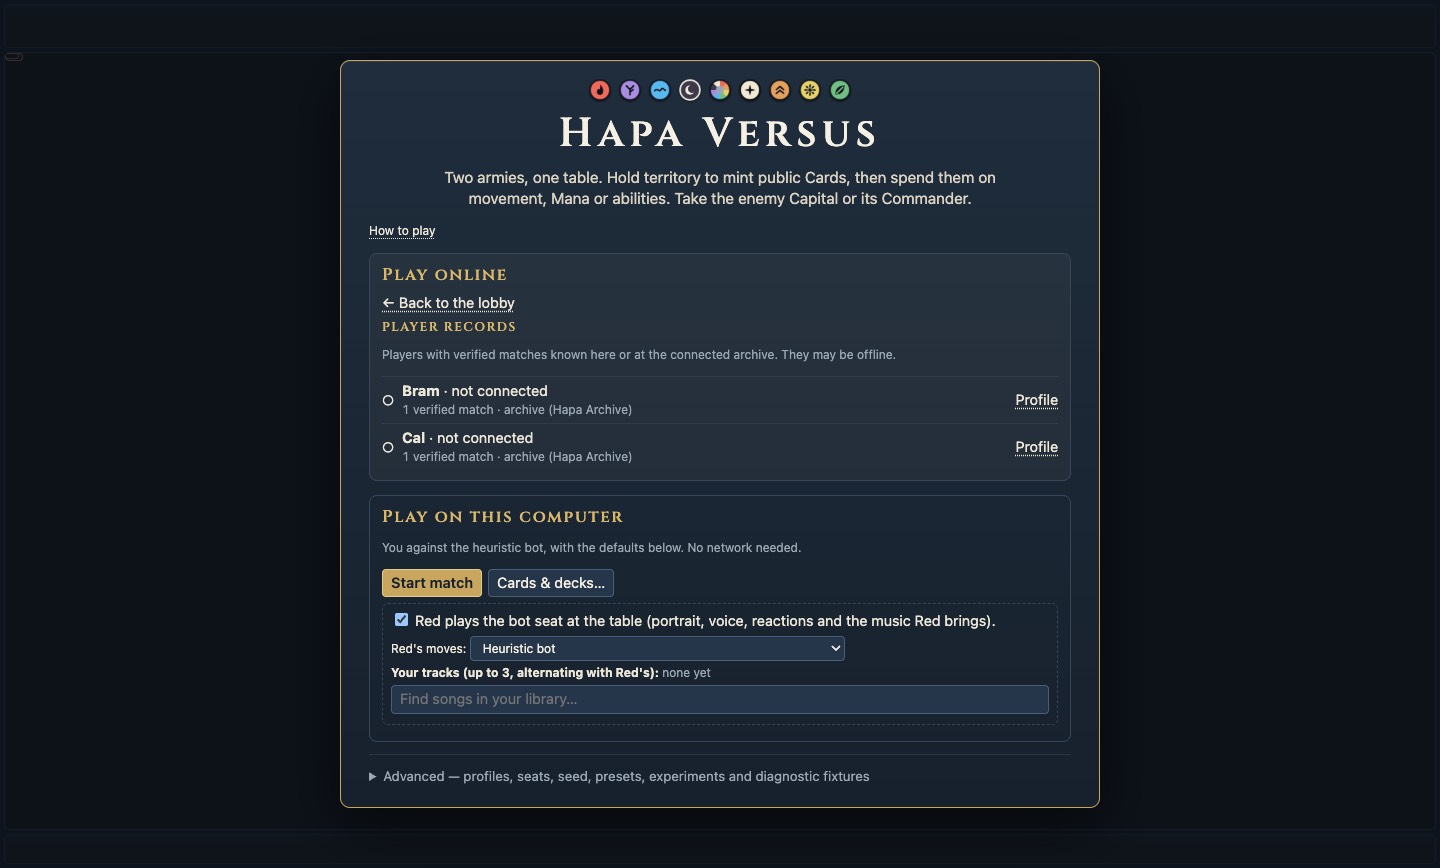 Hapa Versus
Two armies, one table. Hold territory to mint public Cards, then spend them on
movement, Mana or abilities. Take the enemy Capital or its Commander.
How to play
Play online
← Back to the lobby
Player records
Players with verified matches known here or at the connected archive. They may be offline.
Bram · not connected
1 verified match · archive (Hapa Archive)
Profile
Cal · not connected
1 verified match · archive (Hapa Archive)
Profile
Play on this computer
You against the heuristic bot, with the defaults below. No network needed.
Start match
Cards & decks…
Red plays the bot seat at the table (portrait, voice, reactions and the music Red brings).
Red's moves: Heuristic bot
Your tracks (up to 3, alternating with Red's): none yet
Find songs in your library…
Advanced — profiles, seats, seed, presets, experiments and diagnostic fixtures